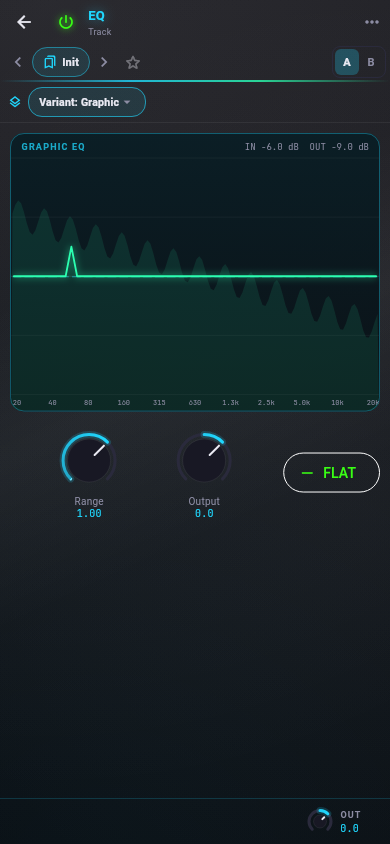 EQ
Track
Init
A
B
Variant: Graphic
GRAPHIC EQ
IN -6.0 dB OUT -9.0 dB
20 40 80 160 315 630 1.3k 2.5k 5.0k 10k 20k
Range
1.00
Output
0.0
FLAT
OUT
0.0